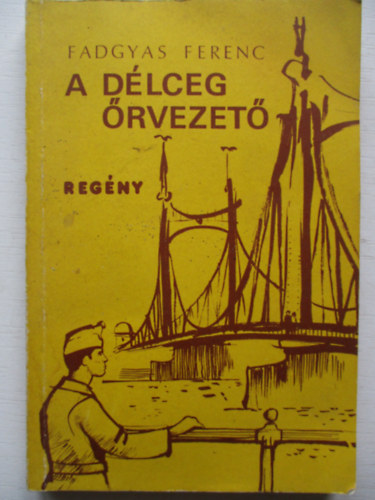 FADGYAS FERENC
A DÉLCEG
ŐRVEZETŐ
REGÉNY